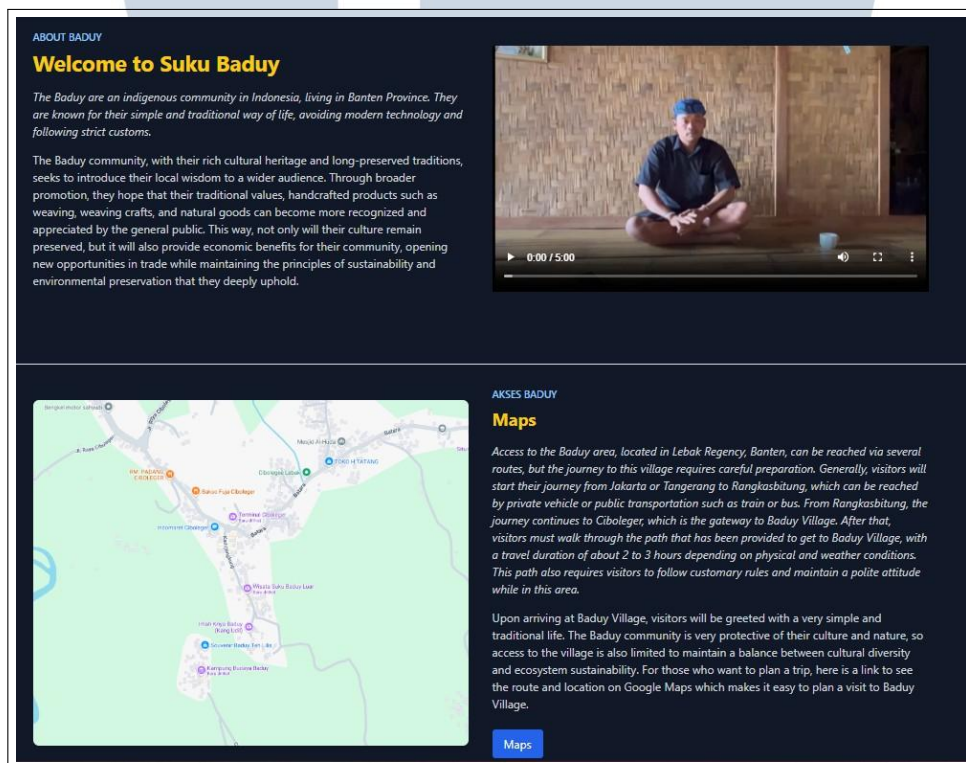 ABOUT BADUY
Welcome to Suku Baduy
The Baduy are an indigenous community in Indonesia, living in Banten Province. They
are known for their simple and traditional way of life, avoiding modern technology and
following strict customs.
The Baduy community, with their rich cultural heritage and long-preserved traditions,
seeks to introduce their local wisdom to a wider audience. Through broader
promotion, they hope that their traditional values, handcrafted products such as
weaving, weaving crafts, and natural goods can become more recognized and
appreciated by the general public. This way, not only will their culture remain
preserved, but it will also provide economic benefits for their community, opening
new opportunities in trade while maintaining the principles of sustainability and
environmental preservation that they deeply uphold.
0:00 / 5:00
Masjid Al-Huda
Batara
TOKO H TATANG
RM. PADANG
CIBOLEGER
Ciboleger Lebak
Bakso Puja Ciboleger
Batara
Terminal Ciboleger
Indomaret Ciboleger
Batara
Wisata Suku Baduy Luar
(Kang Lali)
Kampung Budaya Baduy
AKSES BADUY
Maps
Access to the Baduy area, located in Lebak Regency, Banten, can be reached via several
routes, but the journey to this village requires careful preparation. Generally, visitors will
start their journey from Jakarta or Tangerang to Rangkasbitung, which can be reached
by private vehicle or public transportation such as train or bus. From Rangkasbitung, the
journey continues to Ciboleger, which is the gateway to Baduy Village. After that,
visitors must walk through the path that has been provided to get to Baduy Village, with
a travel duration of about 2 to 3 hours depending on physical and weather conditions.
This path also requires visitors to follow customary rules and maintain a polite attitude
while in this area.
Upon arriving at Baduy Village, visitors will be greeted with a very simple and
traditional life. The Baduy community is very protective of their culture and nature, so
access to the village is also limited to maintain a balance between cultural diversity
and ecosystem sustainability. For those who want to plan a trip, here is a link to see
the route and location on Google Maps which makes it easy to plan a visit to Baduy
Village.
Maps